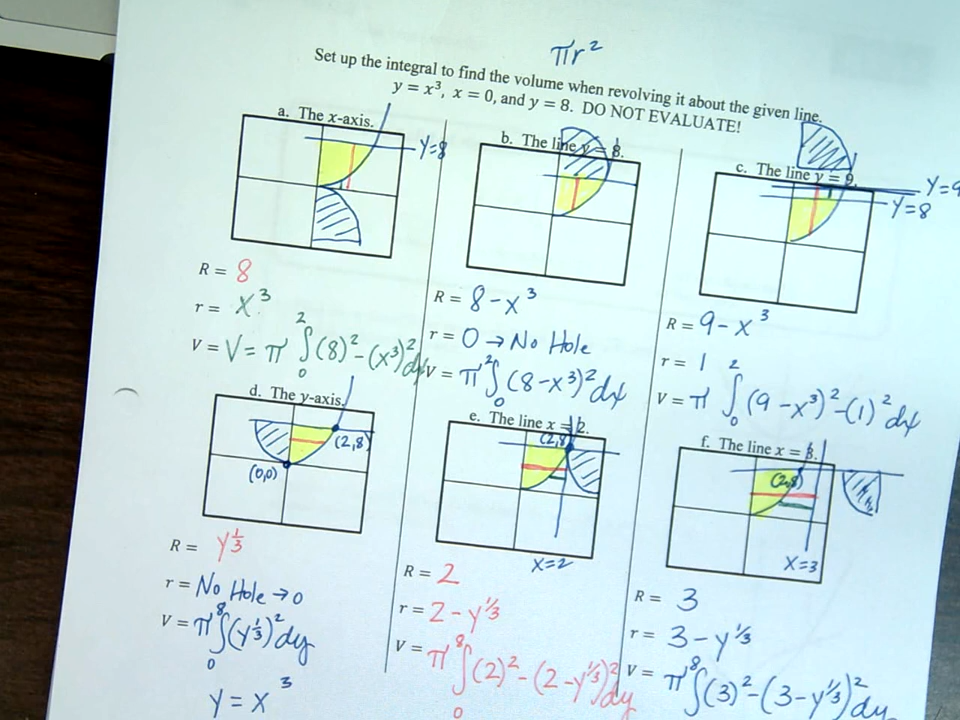 πr²
Set up the integral to find the volume when revolving it about the given line.
y = x³, x = 0, and y = 8. DO NOT EVALUATE!
a. The x-axis.
y=8
R = 8
r = x³
V = V = π ∫₀² (8)² - (x³)² dx
b. The line y = 8.
R = 8 - x³
r = 0 → No Hole
V = π ∫₀² (8 - x³)² dx
c. The line y = 9.
y=9
y=8
R = 9 - x³
r = 1
V = π ∫₀² (9 - x³)² - (1)² dx
d. The y-axis.
(2,8)
(0,0)
R = y^⅓
r = No Hole → 0
V = π ∫₀⁸ (y^⅓)² dy
y = x³
e. The line x = 2.
(2,8)
x=2
R = 2
r = 2 - y^⅓
V = π ∫₀⁸ (2)² - (2 - y^⅓)² dy
f. The line x = 3.
(2,8)
x=3
R = 3
r = 3 - y^⅓
V = π ∫⁸ (3)² - (3 - y^⅓)² dy